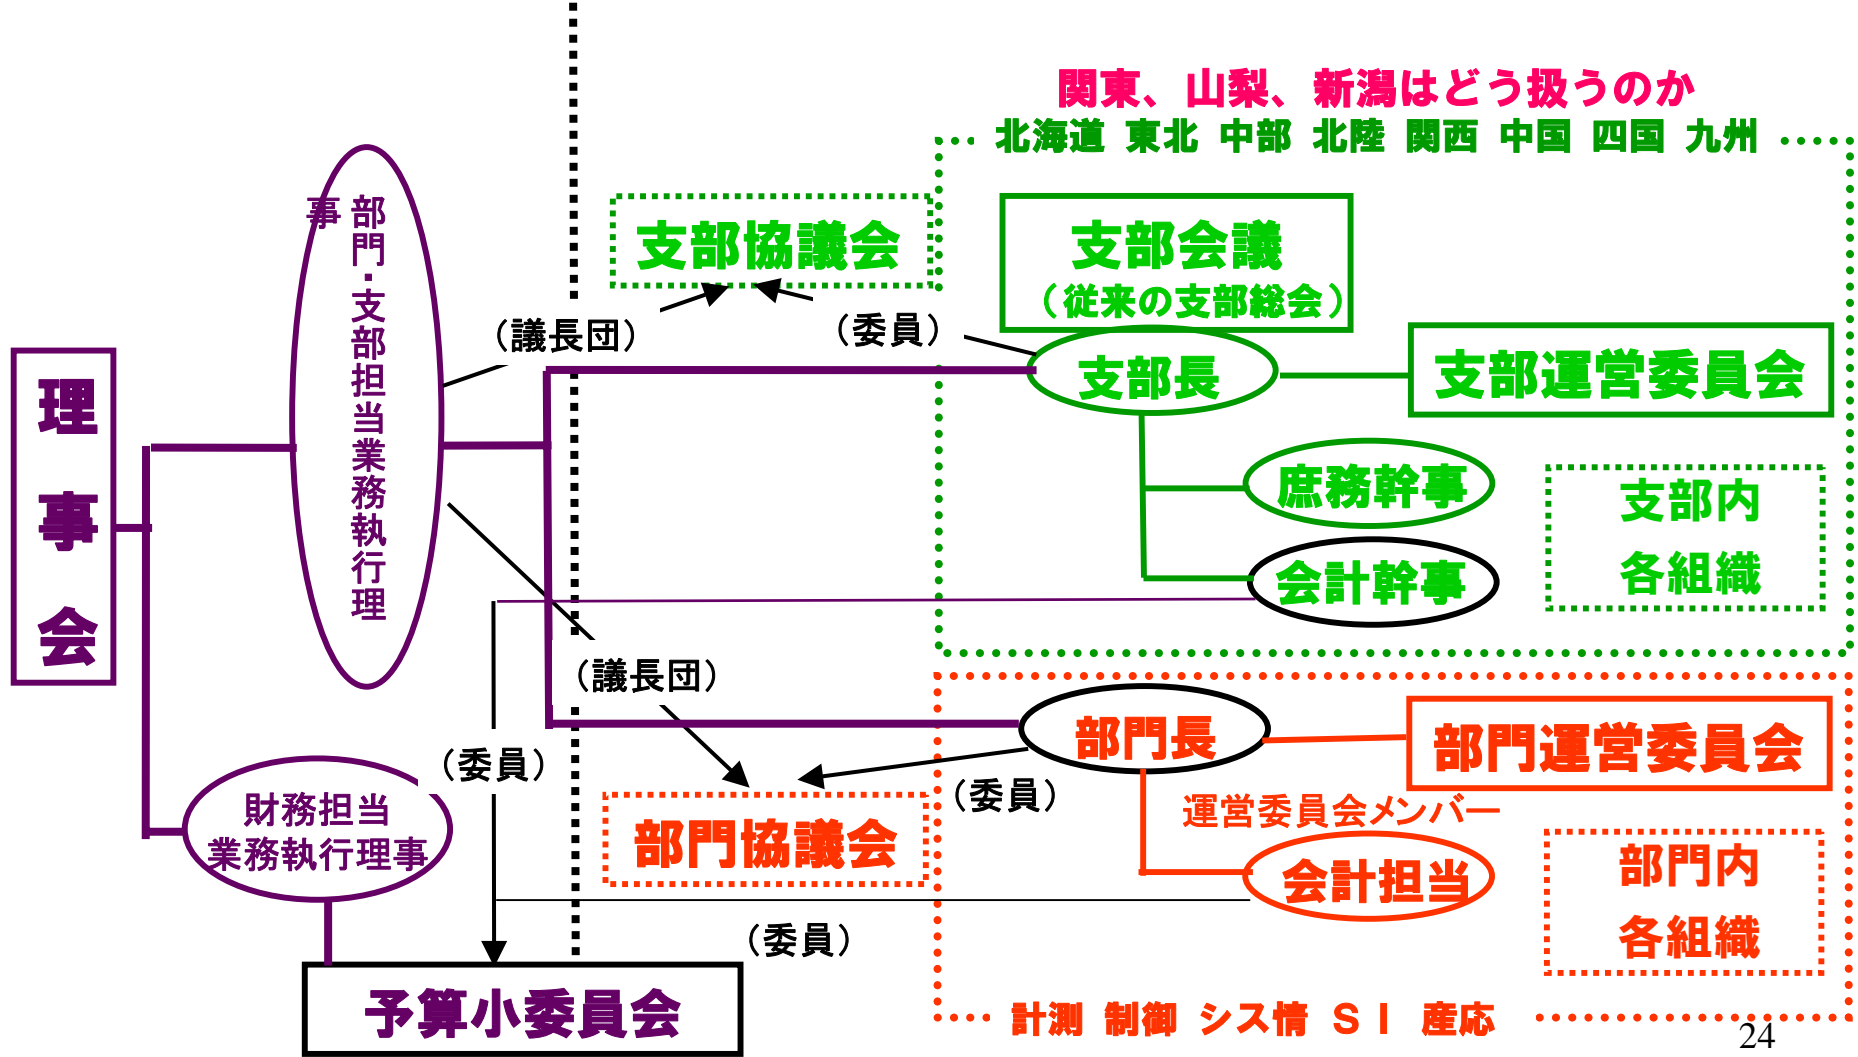 関東、山梨、新潟はどう扱うのか
北海道 東北 中部 北陸 関西 中国 四国 九州
理事会
部門・支部担当業務執行理
事
支部協議会
支部会議
（従来の支部総会）
（議長団）
（委員）
支部長
支部運営委員会
庶務幹事
会計幹事
支部内
各組織
（議長団）
部門長
部門運営委員会
（委員）
（委員）
運営委員会メンバー
財務担当
業務執行理事
部門協議会
会計担当
部門内
各組織
（委員）
予算小委員会
計測 制御 シス情 ＳＩ 産応
24